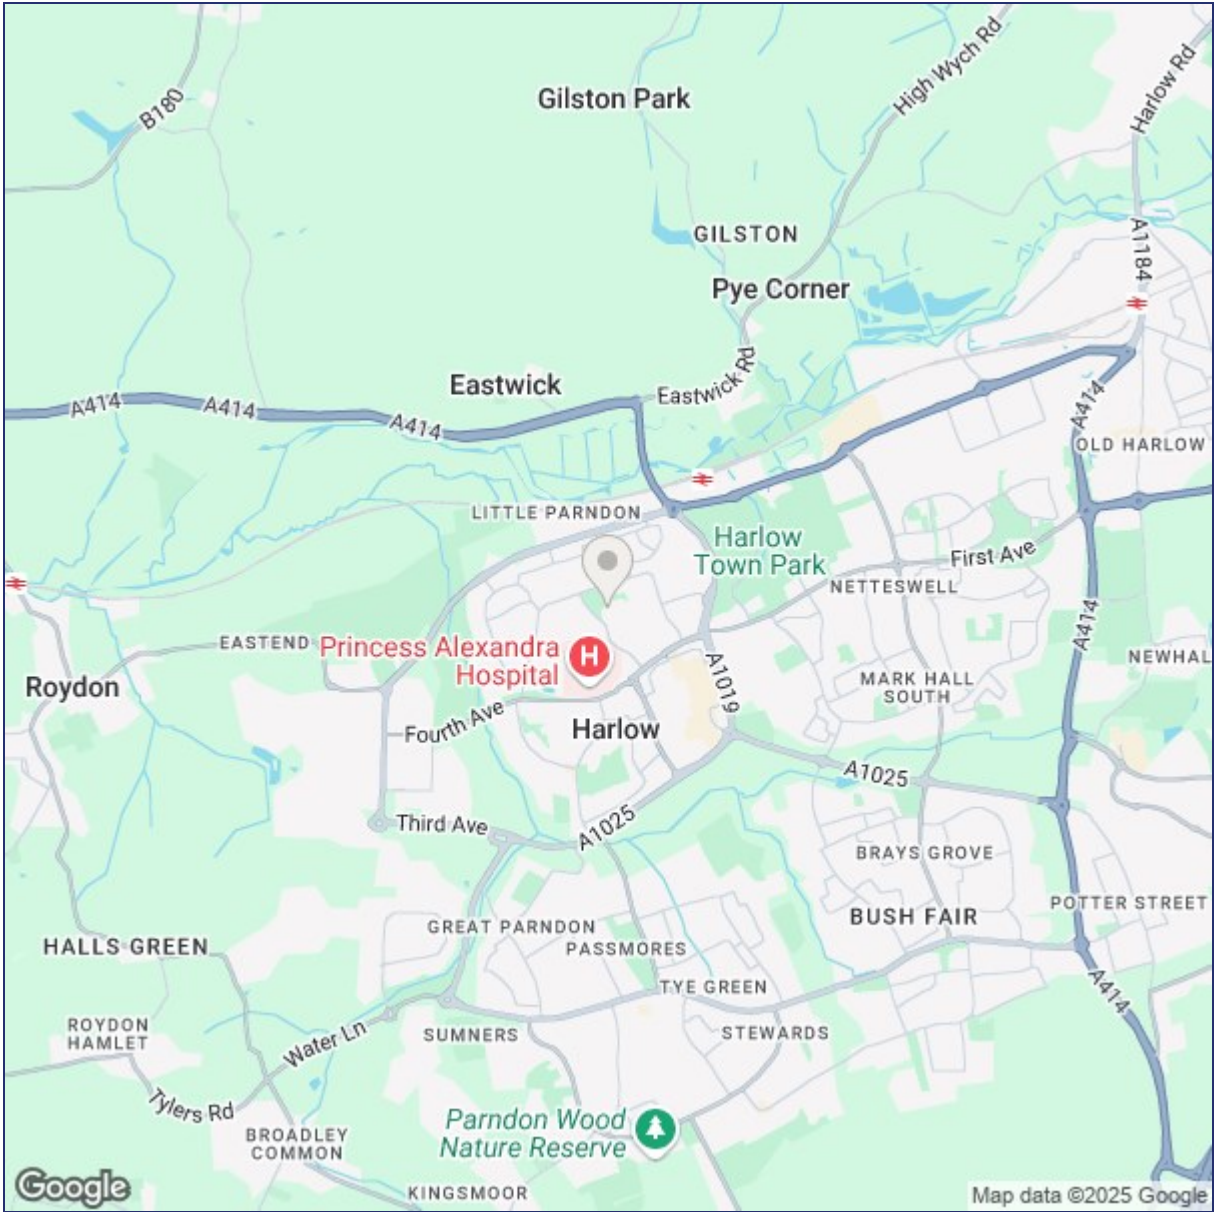 High Wych Rd
Harlow Rd
B180
Gilston Park
GILSTON
A1184
Pye Corner
Eastwick Rd
Eastwick
A414
A414
A414
A414
OLD HARLOW
LITTLE PARNDON
Harlow
Town Park
First Ave
NETTESWELL
A414
EASTEND
Princess Alexandra
Hospital
H
A1019
NEWHAL
Roydon
MARK HALL
SOUTH
Fourth Ave
Harlow
A1025
Third Ave
A1025
BRAYS GROVE
POTTER STREET
BUSH FAIR
GREAT PARNDON
HALLS GREEN
PASSMORES
TYE GREEN
A414
ROYDON
HAMLET
Water Ln
SUMNERS
STEWARDS
Tylers Rd
Parndon Wood
Nature Reserve
BROADLEY
COMMON
KINGSMOOR
Google
Map data ©2025 Google